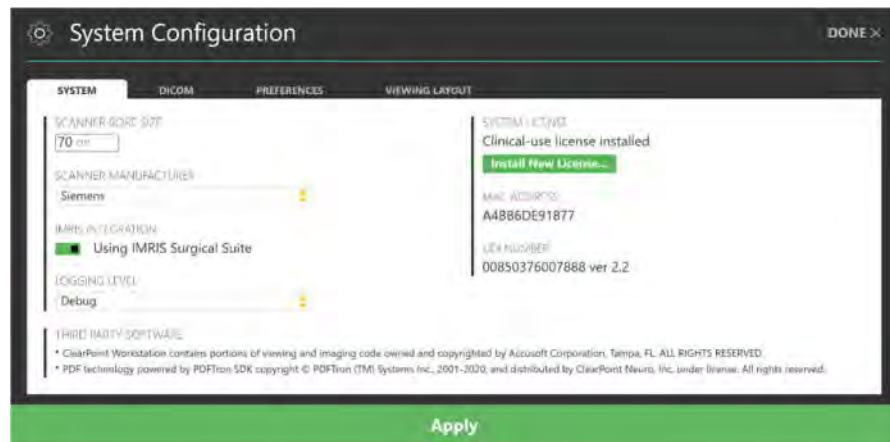 System Configuration
DONE ×
SYSTEM
DICOM
PREFERENCES
VIEWING LAYOUT
SCANNER BORE SIZE
70 cm
SCANNER MANUFACTURER
Siemens
IMRIS INTEGRATION
Using IMRIS Surgical Suite
LOGGING LEVEL
Debug
SYSTEM LICENSE
Clinical-use license installed
Install New License...
MAC ADDRESS
A4BB6DE91877
NUMBER
00850376007888 ver 2.2
THIRD PARTY SOFTWARE
* ClearPoint Workstation contains portions of viewing and imaging code owned and copyrighted by Accusoft Corporation, Tampa, FL. ALL RIGHTS RESERVED.
* PDF technology powered by PDFTron SDK copyright © PDFTron (TM) Systems Inc., 2001-2020, and distributed by ClearPoint Neuro, Inc. under license. All rights reserved.
Apply